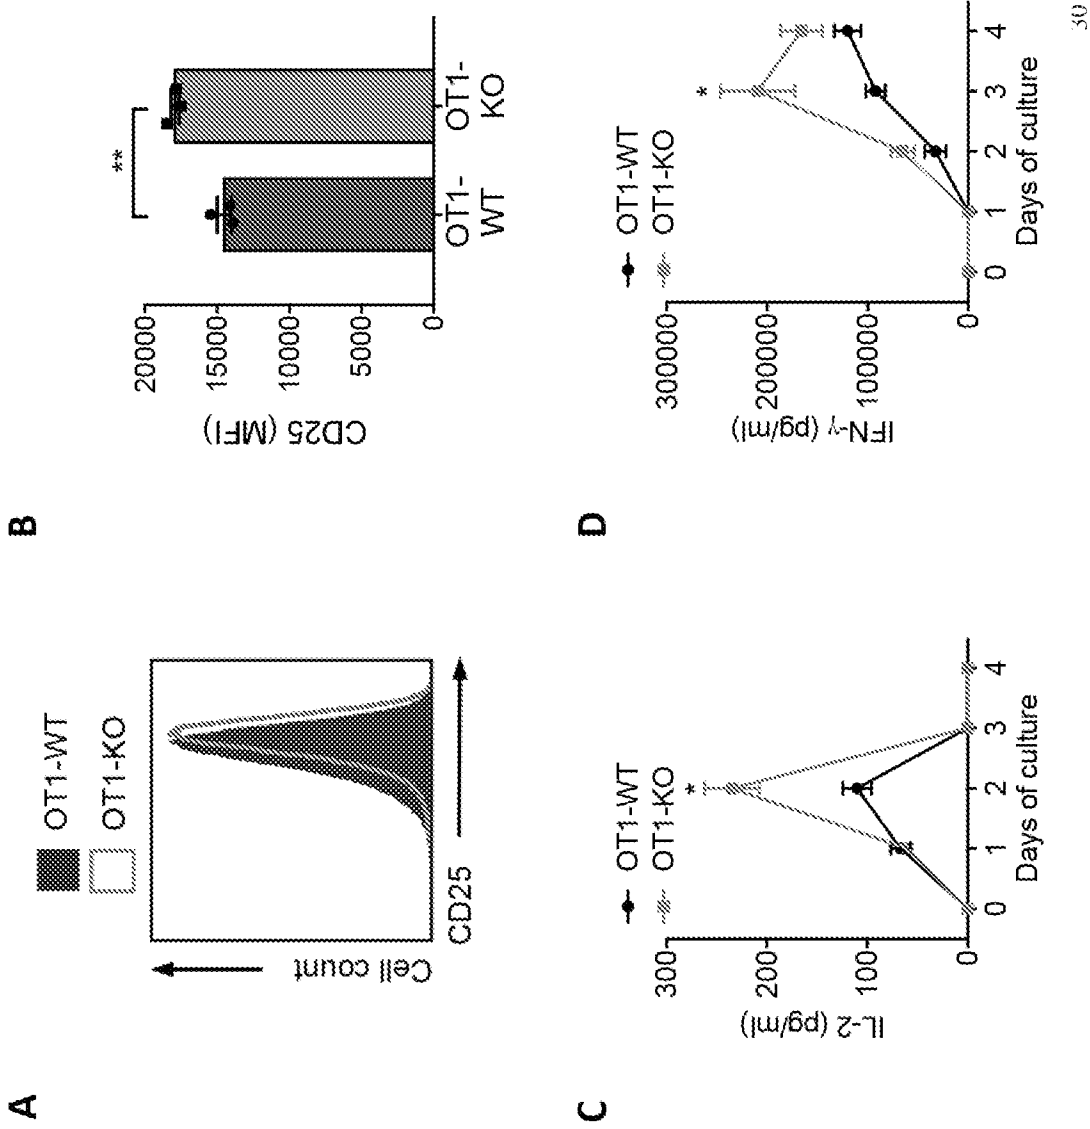 A
OT1-WT
OT1-KO
Cell count
CD25
B
**
CD25 (MFI)
20000
15000
10000
5000
0
OT1-
WT
OT1-
KO
C
OT1-WT
OT1-KO
*
IL-2 (pg/ml)
300
200
100
0
0 1 2 3 4
Days of culture
D
OT1-WT
OT1-KO
*
IFN-γ (pg/ml)
300000
200000
100000
0
0 1 2 3 4
Days of culture
30